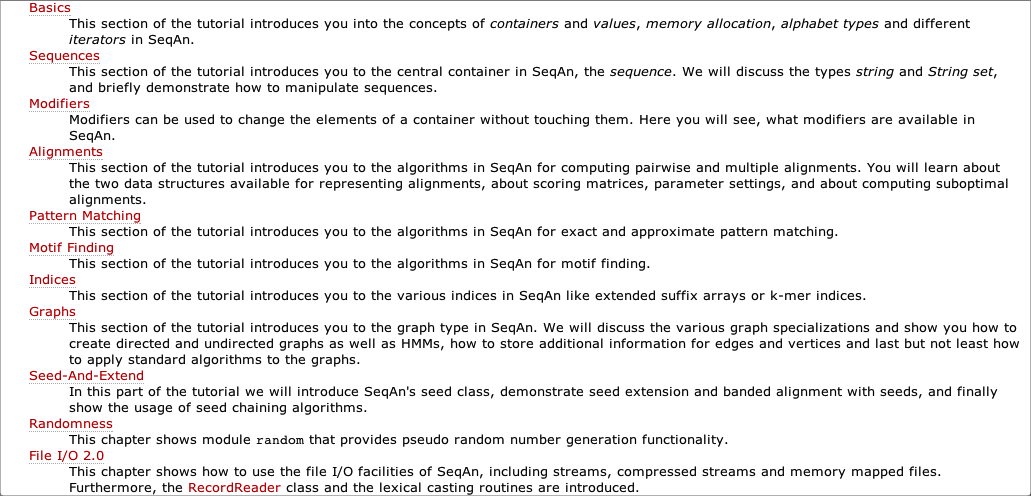 Basics
This section of the tutorial introduces you into the concepts of containers and values, memory allocation, alphabet types and different
iterators in SeqAn.
Sequences
This section of the tutorial introduces you to the central container in SeqAn, the sequence. We will discuss the types string and String set,
and briefly demonstrate how to manipulate sequences.
Modifiers
Modifiers can be used to change the elements of a container without touching them. Here you will see, what modifiers are available in
SeqAn.
Alignments
This section of the tutorial introduces you to the algorithms in SeqAn for computing pairwise and multiple alignments. You will learn about
the two data structures available for representing alignments, about scoring matrices, parameter settings, and about computing suboptimal
alignments.
Pattern Matching
This section of the tutorial introduces you to the algorithms in SeqAn for exact and approximate pattern matching.
Motif Finding
This section of the tutorial introduces you to the algorithms in SeqAn for motif finding.
Indices
This section of the tutorial introduces you to the various indices in SeqAn like extended suffix arrays or k-mer indices.
Graphs
This section of the tutorial introduces you to the graph type in SeqAn. We will discuss the various graph specializations and show you how to
create directed and undirected graphs as well as HMMs, how to store additional information for edges and vertices and last but not least how
to apply standard algorithms to the graphs.
Seed-And-Extend
In this part of the tutorial we will introduce SeqAn's seed class, demonstrate seed extension and banded alignment with seeds, and finally
show the usage of seed chaining algorithms.
Randomness
This chapter shows module random that provides pseudo random number generation functionality.
File I/O 2.0
This chapter shows how to use the file I/O facilities of SeqAn, including streams, compressed streams and memory mapped files.
Furthermore, the RecordReader class and the lexical casting routines are introduced.